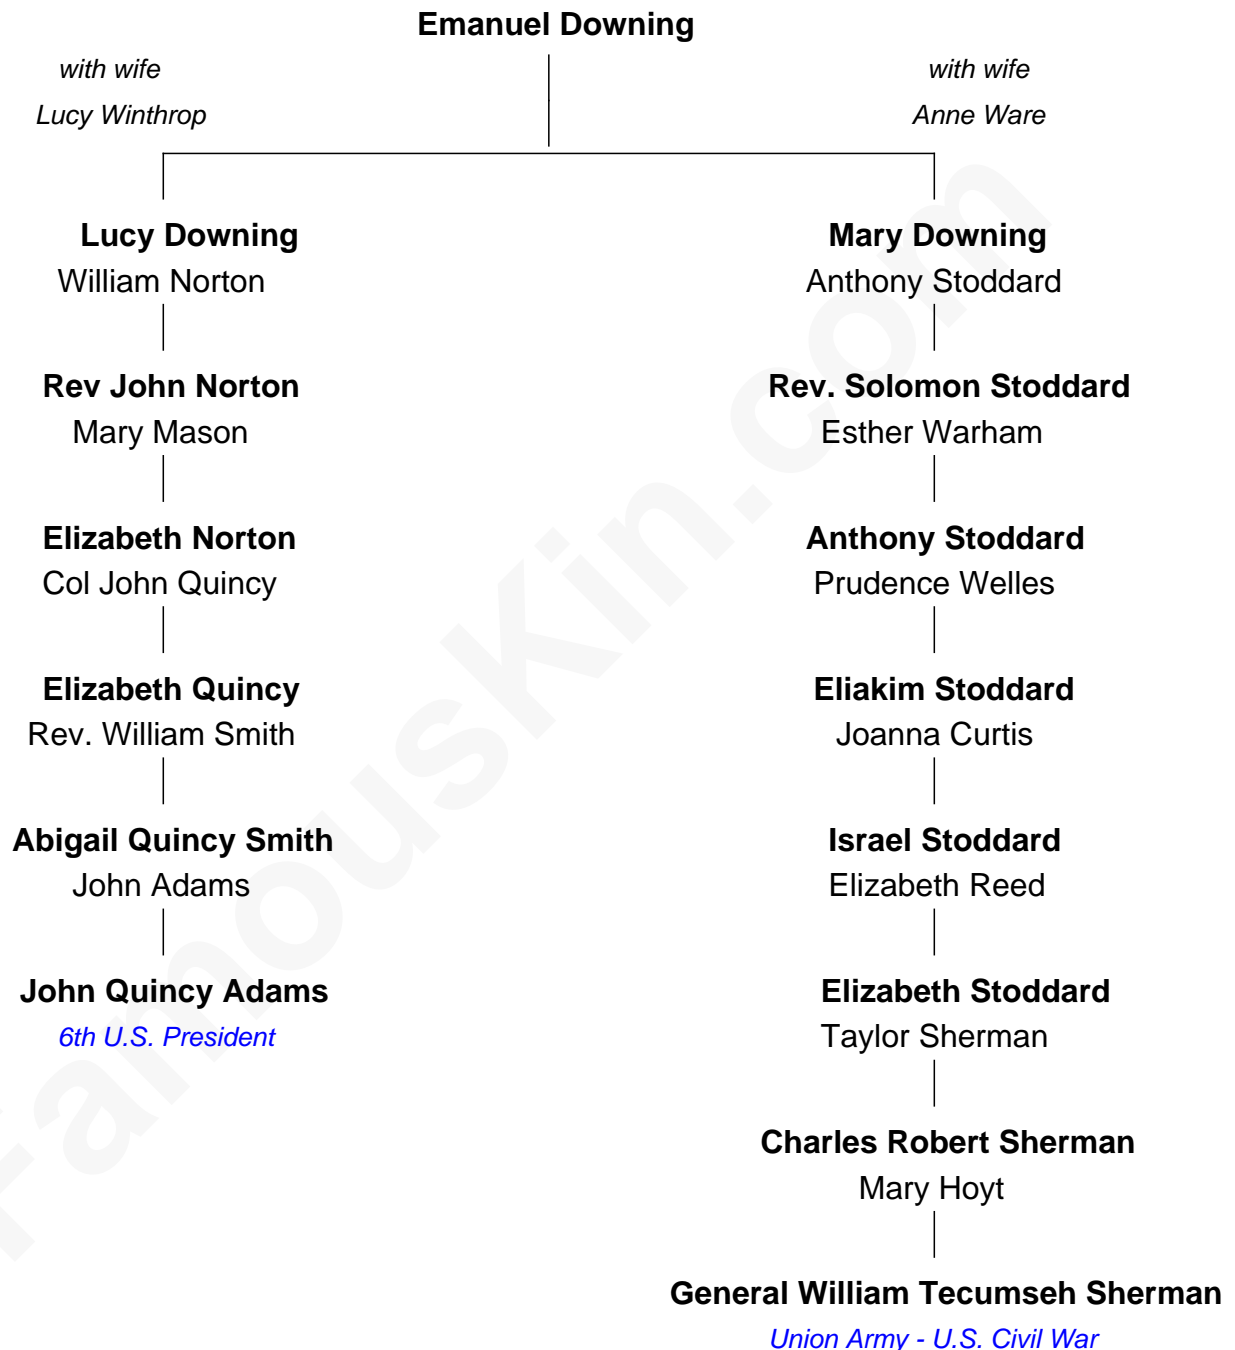 Emanuel Downing
with wife
Lucy Winthrop
with wife
Anne Ware
Lucy Downing
William Norton
Rev John Norton
Mary Mason
Elizabeth Norton
Col John Quincy
Elizabeth Quincy
Rev. William Smith
Abigail Quincy Smith
John Adams
John Quincy Adams
6th U.S. President
Mary Downing
Anthony Stoddard
Rev. Solomon Stoddard
Esther Warham
Anthony Stoddard
Prudence Welles
Eliakim Stoddard
Joanna Curtis
Israel Stoddard
Elizabeth Reed
Elizabeth Stoddard
Taylor Sherman
Charles Robert Sherman
Mary Hoyt
General William Tecumseh Sherman
Union Army - U.S. Civil War
FamousKin.com